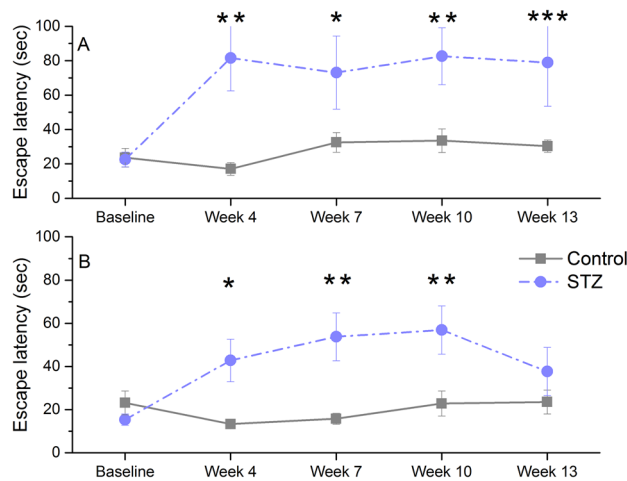 ** * ** ***
A
Escape latency (sec)
100
80
60
40
20
0
Baseline Week 4 Week 7 Week 10 Week 13
B
Control
STZ
* ** **
Escape latency (sec)
100
80
60
40
20
0
Baseline Week 4 Week 7 Week 10 Week 13